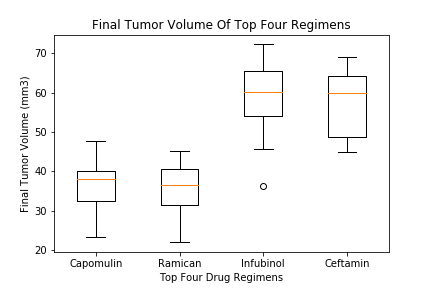 Final Tumor Volume Of Top Four Regimens
Final Tumor Volume (mm3)
70
60
50
40
30
20
Capomulin Ramican Infubinol Ceftamin
Top Four Drug Regimens